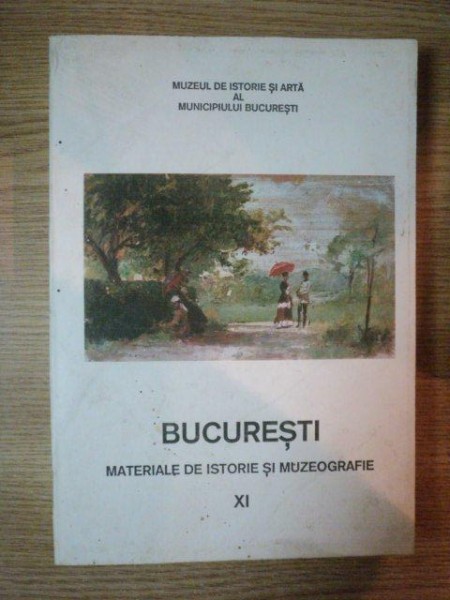 MUZEUL DE ISTORIE ȘI ARTĂ
AL
MUNICIPIULUI BUCUREȘTI
BUCUREȘTI
MATERIALE DE ISTORIE ȘI MUZEOGRAFIE
XI